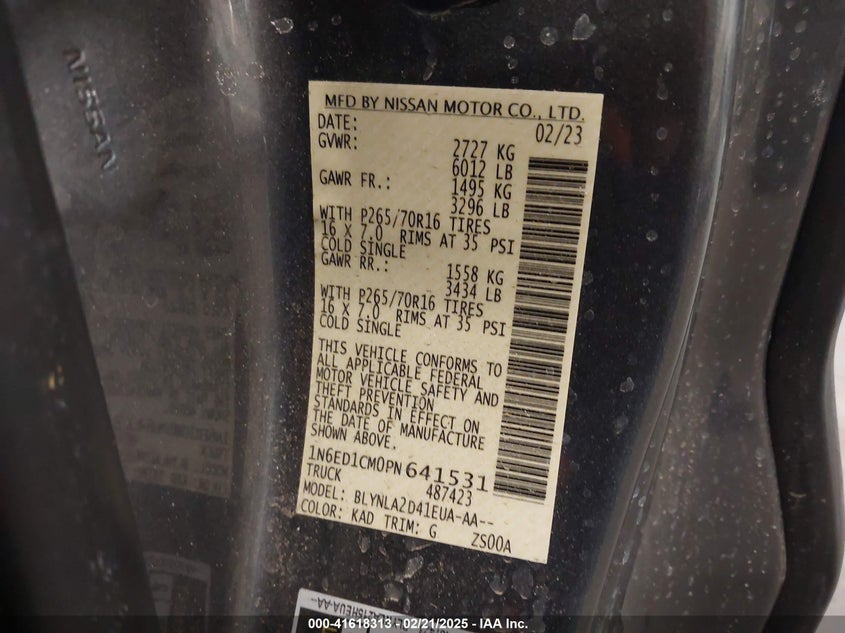 NISSAN
MFD BY NISSAN MOTOR CO., LTD.
DATE: 02/23
GVWR: 2727 KG
6012 LB
GAWR FR.: 1495 KG
3296 LB
WITH P265/70R16 TIRES
16 X 7.0 RIMS AT 35 PSI
COLD SINGLE
GAWR RR.: 1558 KG
3434 LB
WITH P265/70R16 TIRES
16 X 7.0 RIMS AT 35 PSI
COLD SINGLE
THIS VEHICLE CONFORMS TO
ALL APPLICABLE FEDERAL
MOTOR VEHICLE SAFETY AND
THEFT PREVENTION
STANDARDS IN EFFECT ON
THE DATE OF MANUFACTURE
SHOWN ABOVE.
1N6ED1CM0PN641531
TRUCK 487423
MODEL: BLYNLA2D41EUA-AA--
COLOR: KAD TRIM: G ZS00A
000-41618313 - 02/21/2025 - IAA Inc.